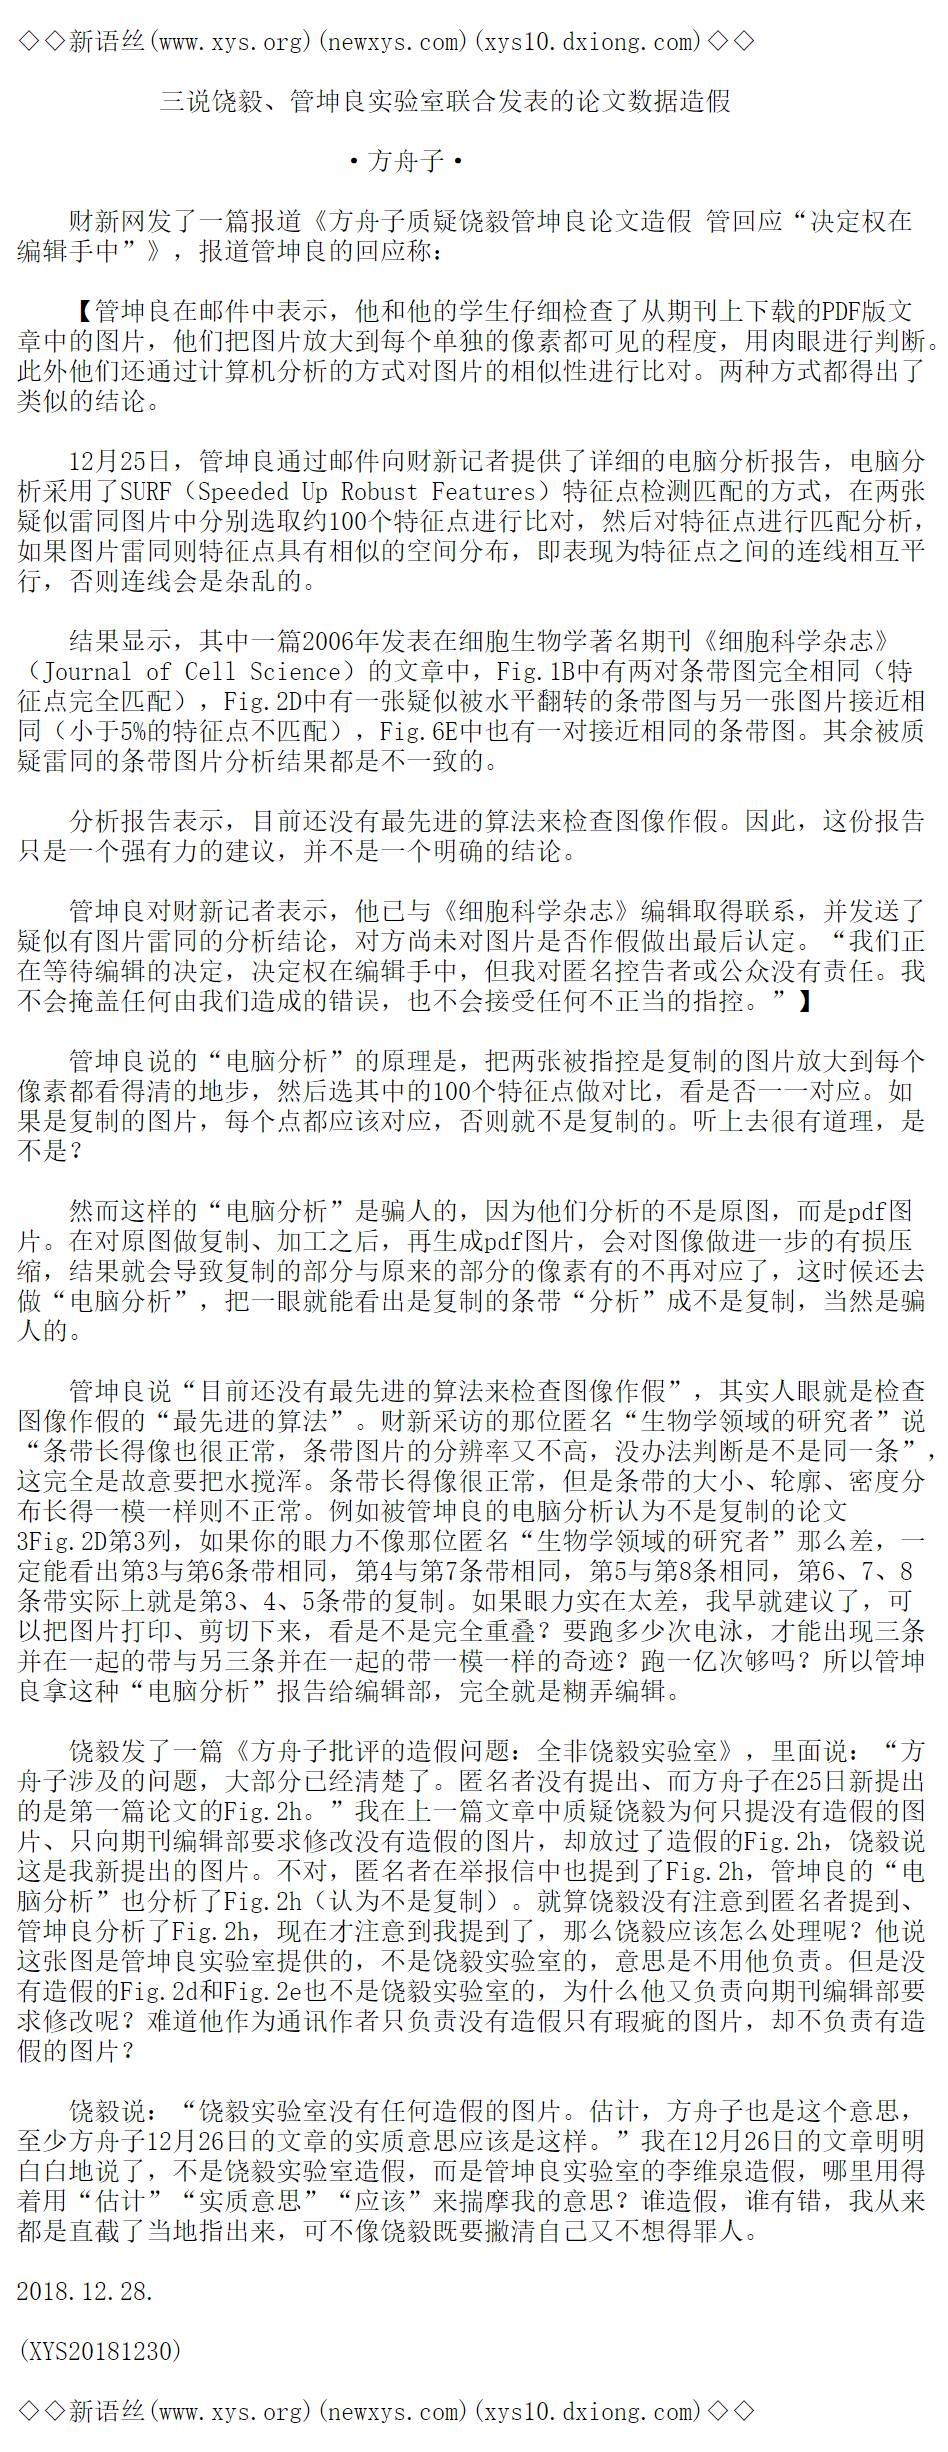 ◇◇新语丝(www.xys.org)(newxys.com)(xys10.dxiong.com)◇◇
三说饶毅、管坤良实验室联合发表的论文数据造假
·方舟子·
财新网发了一篇报道《方舟子质疑饶毅管坤良论文造假 管回应“决定权在
编辑手中”》，报道管坤良的回应称：
【管坤良在邮件中表示，他和他的学生仔细检查了从期刊上下载的PDF版文
章中的图片，他们把图片放大到每个单独的像素都可见的程度，用肉眼进行判断。
此外他们还通过计算机分析的方式对图片的相似性进行比对。两种方式都得出了
类似的结论。
12月25日，管坤良通过邮件向财新记者提供了详细的电脑分析报告，电脑分
析采用了SURF（Speeded Up Robust Features）特征点检测匹配的方式，在两张
疑似雷同图片中分别选取约100个特征点进行比对，然后对特征点进行匹配分析，
如果图片雷同则特征点具有相似的空间分布，即表现为特征点之间的连线相互平
行，否则连线会是杂乱的。
结果显示，其中一篇2006年发表在细胞生物学著名期刊《细胞科学杂志》
（Journal of Cell Science）的文章中，Fig.1B中有两对条带图完全相同（特
征点完全匹配），Fig.2D中有一张疑似被水平翻转的条带图与另一张图片接近相
同（小于5%的特征点不匹配），Fig.6E中也有一对接近相同的条带图。其余被质
疑雷同的条带图片分析结果都是不一致的。
分析报告表示，目前还没有最先进的算法来检查图像作假。因此，这份报告
只是一个强有力的建议，并不是一个明确的结论。
管坤良对财新记者表示，他已与《细胞科学杂志》编辑取得联系，并发送了
疑似有图片雷同的分析结论，对方尚未对图片是否作假做出最后认定。“我们正
在等待编辑的决定，决定权在编辑手中，但我对匿名控告者或公众没有责任。我
不会掩盖任何由我们造成的错误，也不会接受任何不正当的指控。”】
管坤良说的“电脑分析”的原理是，把两张被指控是复制的图片放大到每个
像素都看得清的地步，然后选其中的100个特征点做对比，看是否一一对应。如
果是复制的图片，每个点都应该对应，否则就不是复制的。听上去很有道理，是
不是？
然而这样的“电脑分析”是骗人的，因为他们分析的不是原图，而是pdf图
片。在对原图做复制、加工之后，再生成pdf图片，会对图像做进一步的有损压
缩，结果就会导致复制的部分与原来的部分的像素有的不再对应了，这时候还去
做“电脑分析”，把一眼就能看出是复制的条带“分析”成不是复制，当然是骗
人的。
管坤良说“目前还没有最先进的算法来检查图像作假”，其实人眼就是检查
图像作假的“最先进的算法”。财新采访的那位匿名“生物学领域的研究者”说
“条带长得像也很正常，条带图片的分辨率又不高，没办法判断是不是同一条”，
这完全是故意要把水搅浑。条带长得像很正常，但是条带的大小、轮廓、密度分
布长得一模一样则不正常。例如被管坤良的电脑分析认为不是复制的论文
3Fig.2D第3列，如果你的眼力不像那位匿名“生物学领域的研究者”那么差，一
定能看出第3与第6条带相同，第4与第7条带相同，第5与第8条相同，第6、7、8
条带实际上就是第3、4、5条带的复制。如果眼力实在太差，我早就建议了，可
以把图片打印、剪切下来，看是不是完全重叠？要跑多少次电泳，才能出现三条
并在一起的带与另三条并在一起的带一模一样的奇迹？跑一亿次够吗？所以管坤
良拿这种“电脑分析”报告给编辑部，完全就是糊弄编辑。
饶毅发了一篇《方舟子批评的造假问题：全非饶毅实验室》，里面说：“方
舟子涉及的问题，大部分已经清楚了。匿名者没有提出、而方舟子在25日新提出
的是第一篇论文的Fig.2h。”我在上一篇文章中质疑饶毅为何只提没有造假的图
片、只向期刊编辑部要求修改没有造假的图片，却放过了造假的Fig.2h，饶毅说
这是我新提出的图片。不对，匿名者在举报信中也提到了Fig.2h，管坤良的“电
脑分析”也分析了Fig.2h（认为不是复制）。就算饶毅没有注意到匿名者提到、
管坤良分析了Fig.2h，现在才注意到我提到了，那么饶毅应该怎么处理呢？他说
这张图是管坤良实验室提供的，不是饶毅实验室的，意思是不用他负责。但是没
有造假的Fig.2d和Fig.2e也不是饶毅实验室的，为什么他又负责向期刊编辑部要
求修改呢？难道他作为通讯作者只负责没有造假只有瑕疵的图片，却不负责有造
假的图片？
饶毅说：“饶毅实验室没有任何造假的图片。估计，方舟子也是这个意思，
至少方舟子12月26日的文章的实质意思应该是这样。”我在12月26日的文章明明
白白地说了，不是饶毅实验室造假，而是管坤良实验室的李维泉造假，哪里用得
着用“估计”“实质意思”“应该”来揣摩我的意思？谁造假，谁有错，我从来
都是直截了当地指出来，可不像饶毅既要撇清自己又不想得罪人。
2018.12.28.
(XYS20181230)
◇◇新语丝(www.xys.org)(newxys.com)(xys10.dxiong.com)◇◇